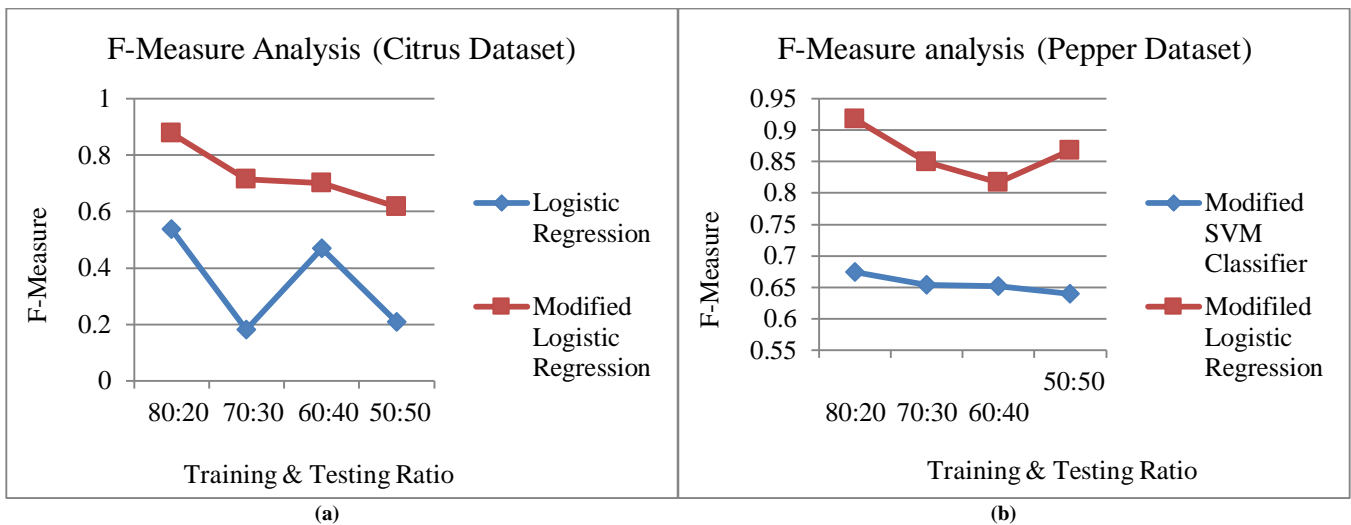 F-Measure Analysis (Citrus Dataset)
1
0.8
0.6
0.4
0.2
0
F-Measure
80:20 70:30 60:40 50:50
Training & Testing Ratio
Logistic
Regression
Modified
Logistic
Regression
(a)
F-Measure analysis (Pepper Dataset)
0.95
0.9
0.85
0.8
0.75
0.7
0.65
0.6
0.55
F-Measure
80:20 70:30 60:40 50:50
Training & Testing Ratio
Modified
SVM
Classifier
Modifiled
Logistic
Regression
(b)